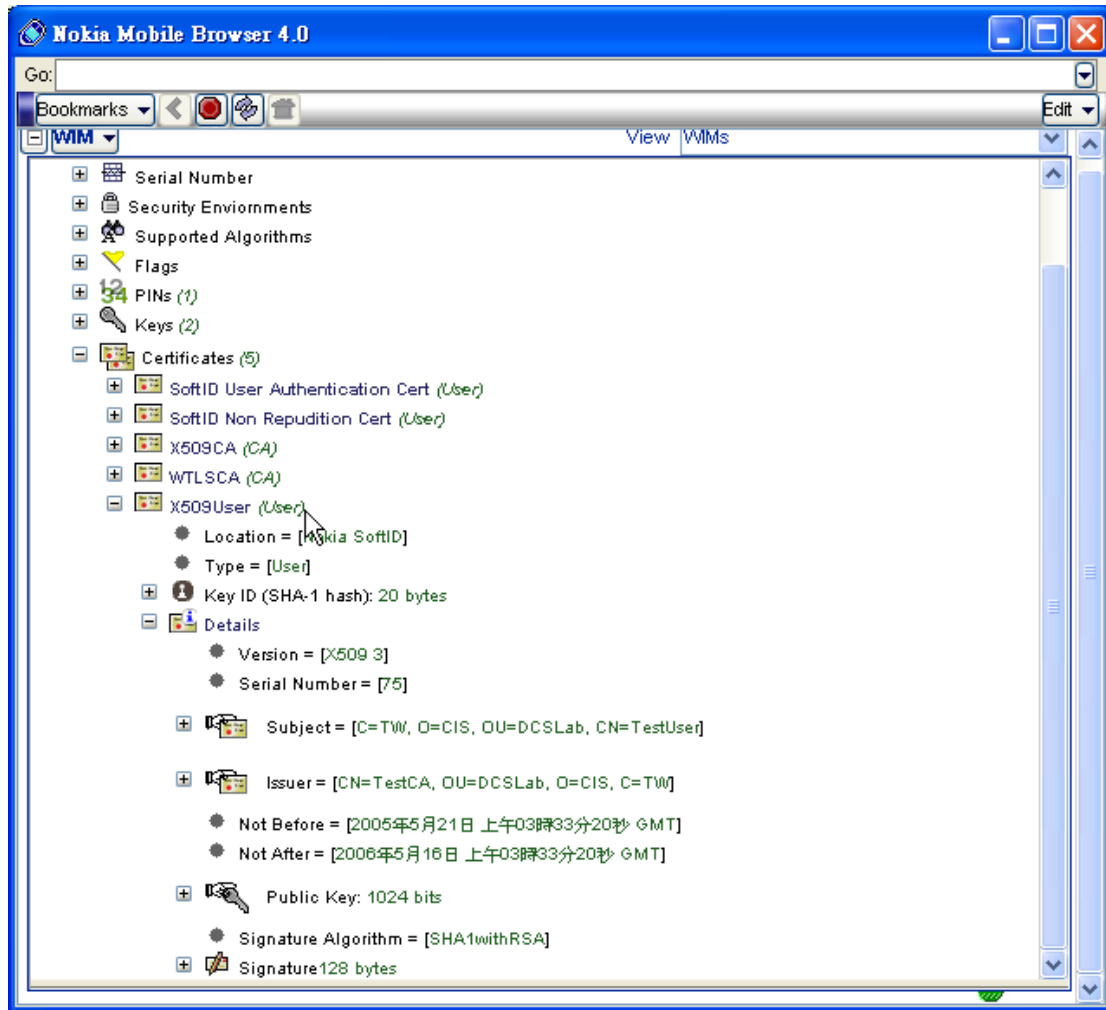 Nokia Mobile Browser 4.0
Go:
Bookmarks Edit
WIM View WIMs
Serial Number
Security Enviornments
Supported Algorithms
Flags
1234 PINs (1)
Keys (2)
Certificates (5)
SoftID User Authentication Cert (User)
SoftID Non Repudition Cert (User)
X509CA (CA)
WTLSCA (CA)
X509User (User)
Location = [Nokia SoftID]
Type = [User]
Key ID (SHA-1 hash): 20 bytes
Details
Version = [X509 3]
Serial Number = [75]
Subject = [C=TW, O=CIS, OU=DCSLab, CN=TestUser]
Issuer = [CN=TestCA, OU=DCSLab, O=CIS, C=TW]
Not Before = [2005年5月21日 上午03時33分20秒 GMT]
Not After = [2006年5月16日 上午03時33分20秒 GMT]
Public Key: 1024 bits
Signature Algorithm = [SHA1withRSA]
Signature128 bytes